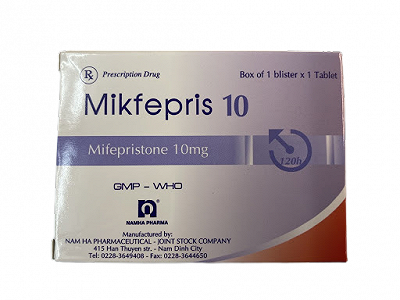 Rx Prescription Drug
Box of 1 blister x 1 Tablet
Mikfepris 10
Mifepristone 10mg
120h
GMP – WHO
NAMHA PHARMA
Manufactured by:
NAM HA PHARMACEUTICAL - JOINT STOCK COMPANY
415 Han Thuyen str. - Nam Dinh City
Tel: 0228-3649408 - Fax: 0228-3644650